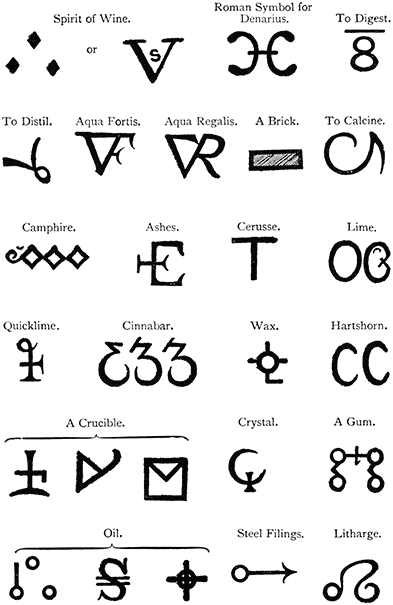 Spirit of Wine.
or
Roman Symbol for
Denarius.
To Digest.
To Distil.
Aqua Fortis.
Aqua Regalis.
A Brick.
To Calcine.
Camphire.
Ashes.
Cerusse.
Lime.
Quicklime.
Cinnabar.
Wax.
Hartshorn.
A Crucible.
Crystal.
A Gum.
Oil.
Steel Filings.
Litharge.